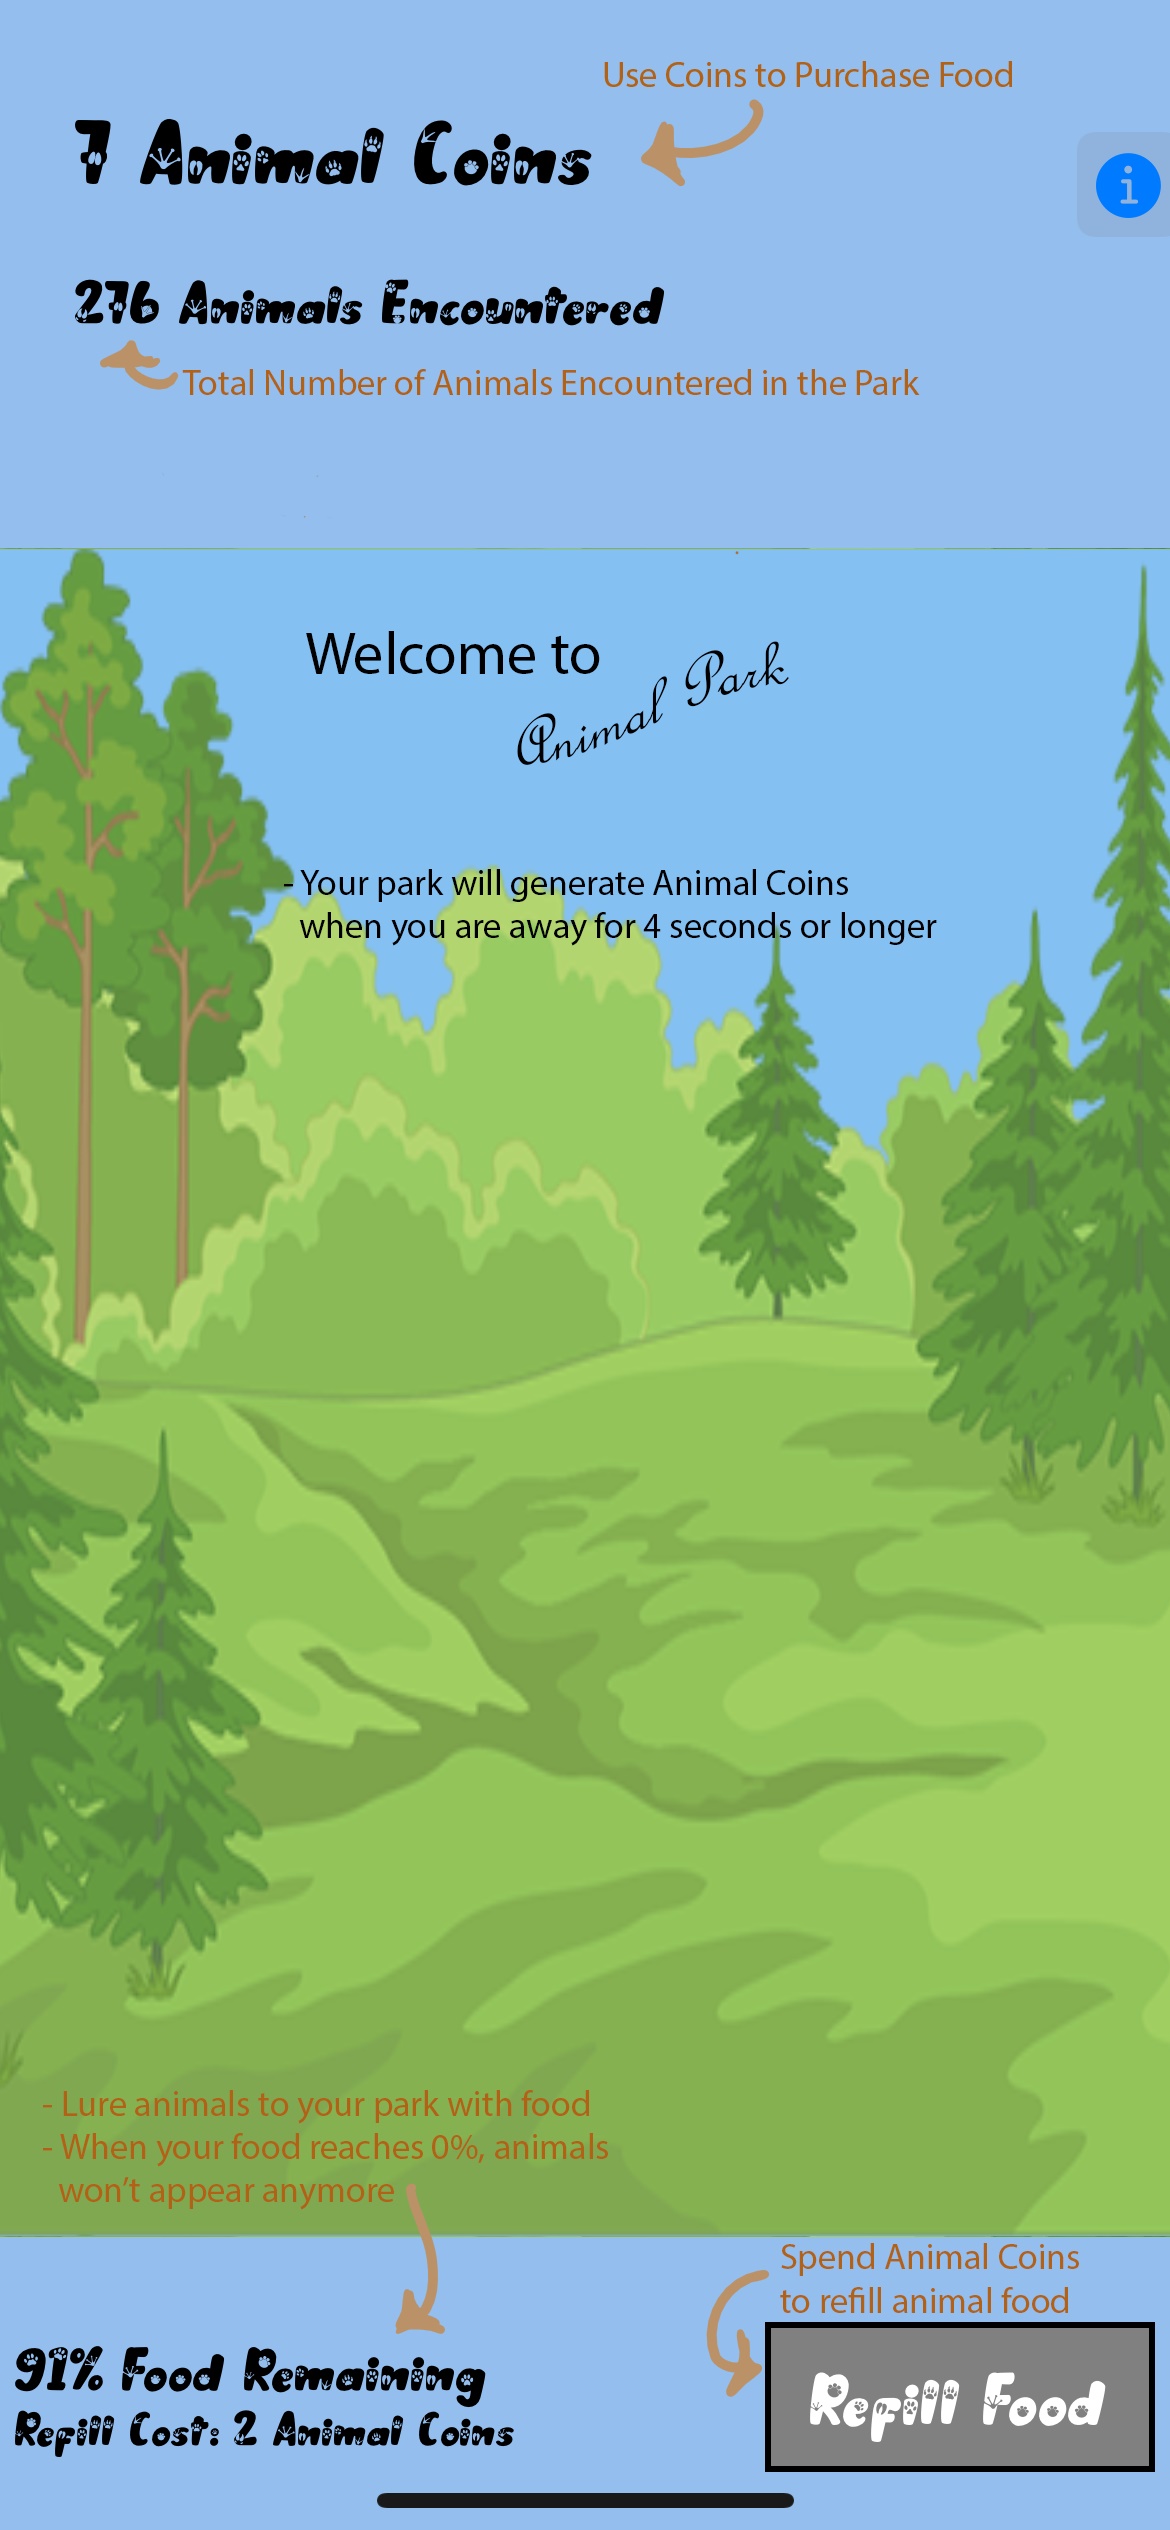 Use Coins to Purchase Food
7 Animal Coins
276 Animals Encountered
Total Number of Animals Encountered in the Park
Welcome to
Animal Park
- Your park will generate Animal Coins
when you are away for 4 seconds or longer
- Lure animals to your park with food
- When your food reaches 0%, animals
won't appear anymore
Spend Animal Coins
to refill animal food
91% Food Remaining
Refill Cost: 2 Animal Coins
Refill Food